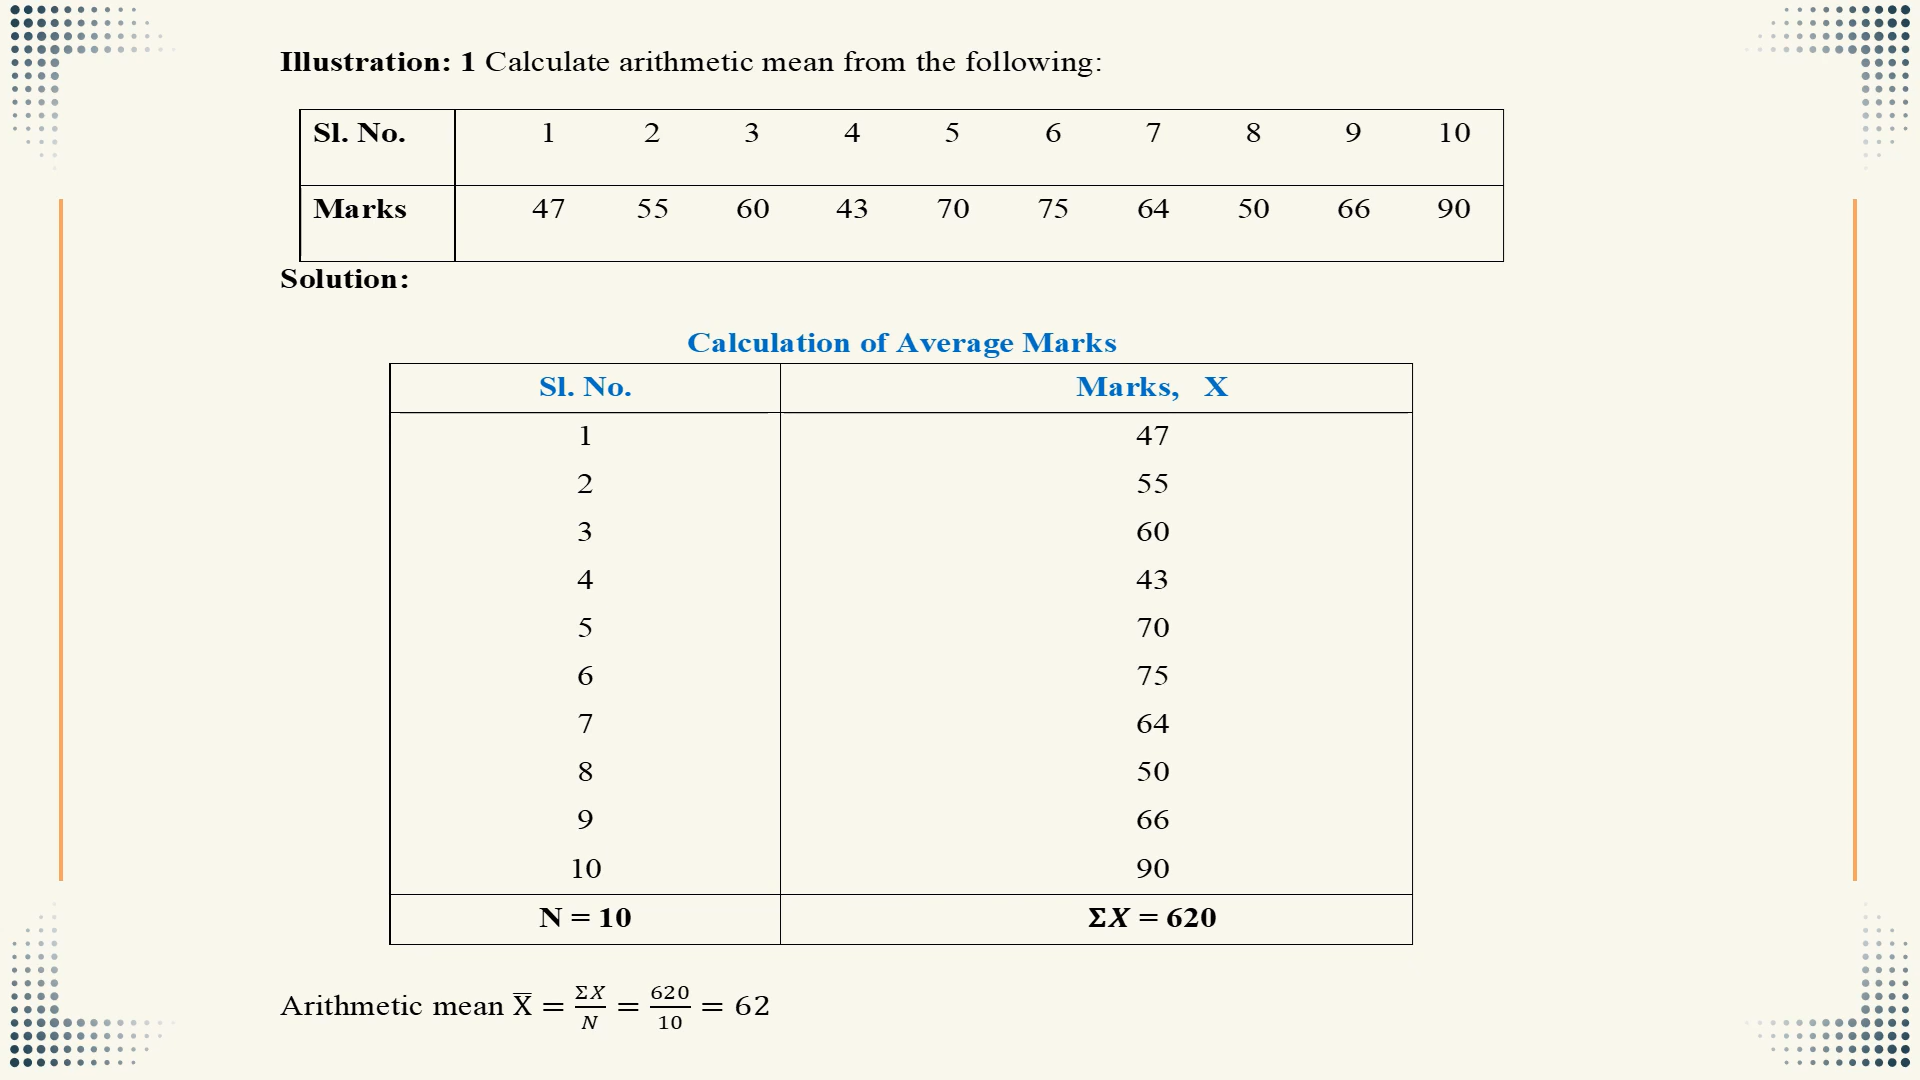 Illustration: 1 Calculate arithmetic mean from the following:
Sl. No. 1 2 3 4 5 6 7 8 9 10
Marks 47 55 60 43 70 75 64 50 66 90
Solution:
Calculation of Average Marks
Sl. No. Marks, X
1 47
2 55
3 60
4 43
5 70
6 75
7 64
8 50
9 66
10 90
N = 10 ΣX = 620
Arithmetic mean X̅ = ΣX/N = 620/10 = 62